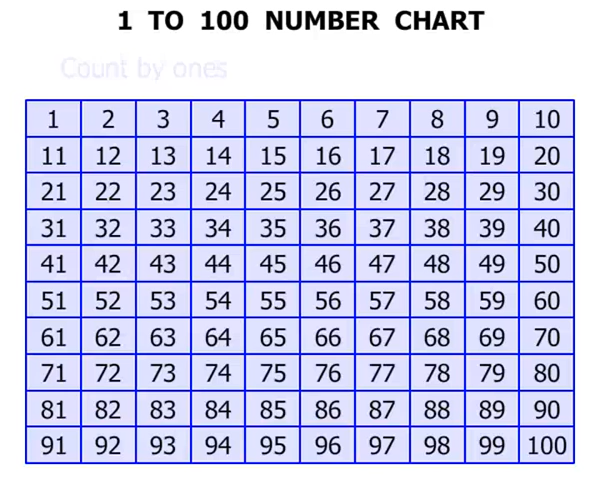 1 TO 100 NUMBER CHART
Count by ones
1 2 3 4 5 6 7 8 9 10
11 12 13 14 15 16 17 18 19 20
21 22 23 24 25 26 27 28 29 30
31 32 33 34 35 36 37 38 39 40
41 42 43 44 45 46 47 48 49 50
51 52 53 54 55 56 57 58 59 60
61 62 63 64 65 66 67 68 69 70
71 72 73 74 75 76 77 78 79 80
81 82 83 84 85 86 87 88 89 90
91 92 93 94 95 96 97 98 99 100